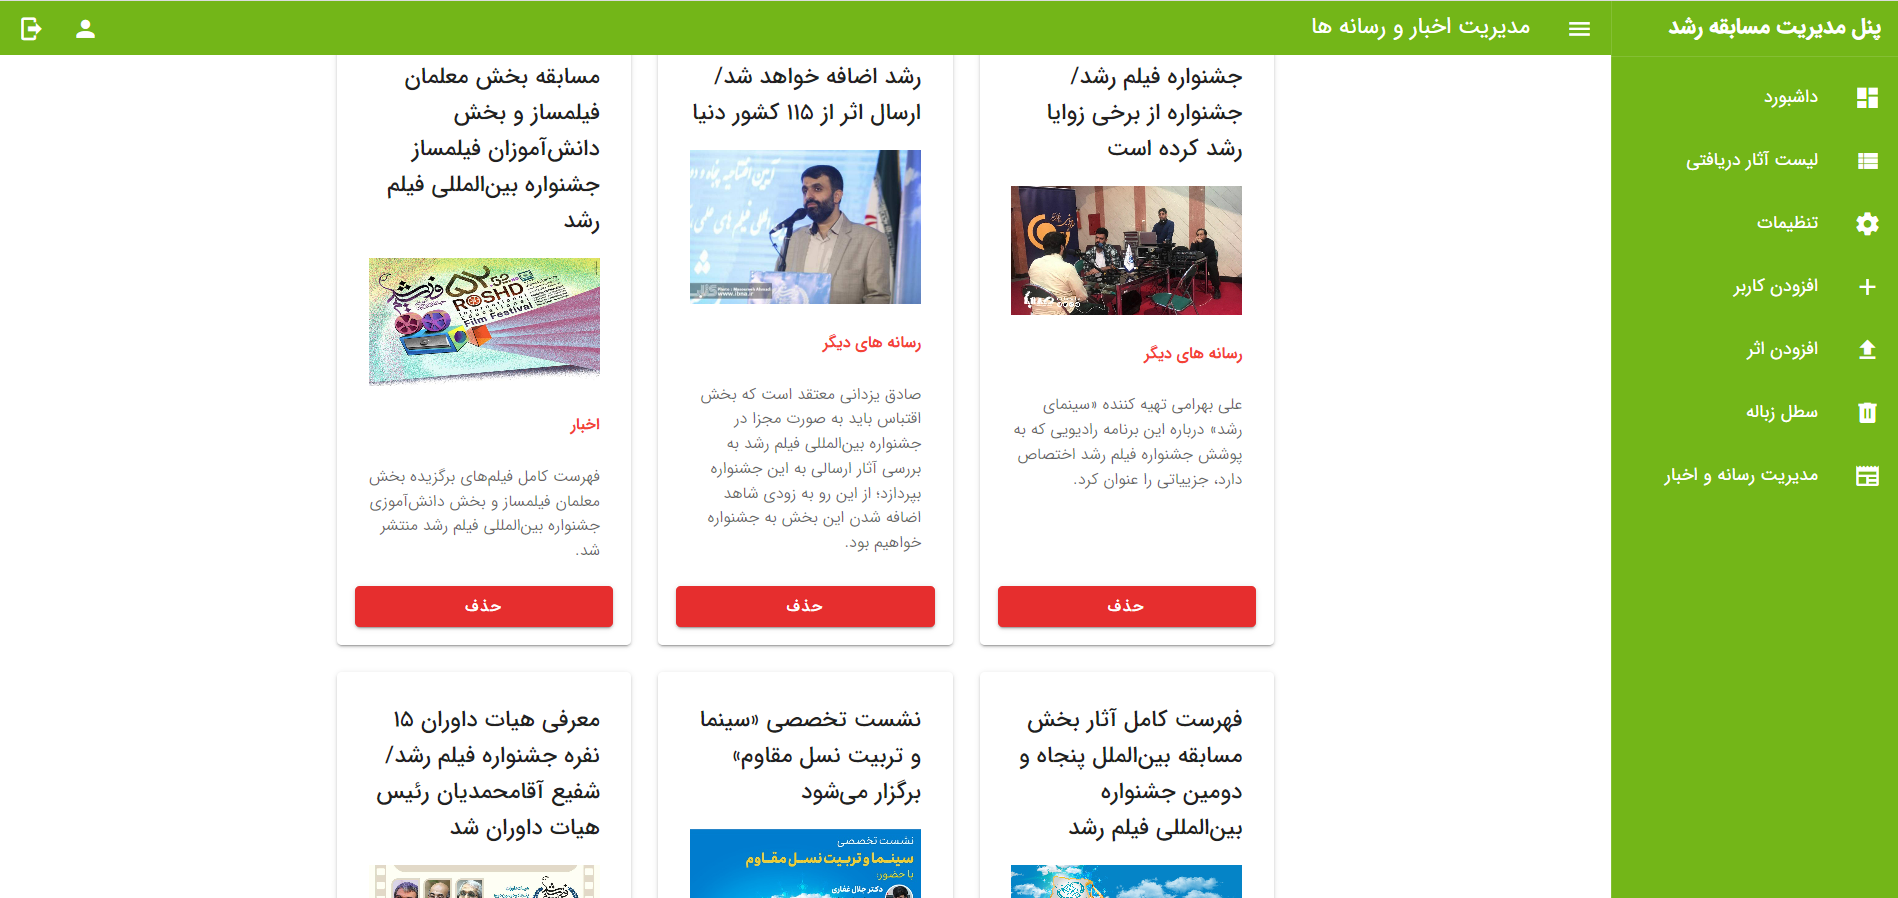 پنل مدیریت مسابقه رشد
مدیریت اخبار و رسانه ها
داشبورد
لیست آثار دریافتی
تنظیمات
افزودن کاربر
افزودن اثر
سطل زباله
مدیریت رسانه و اخبار
جشنواره فیلم رشد/
جشنواره از برخی زوایا
رشد کرده است
رسانه های دیگر
علی بهرامی تهیه کننده «سینمای
رشد» درباره این برنامه رادیویی که به
پوشش جشنواره فیلم رشد اختصاص
دارد، جزییاتی را عنوان کرد.
حذف
رشد اضافه خواهد شد/
ارسال اثر از ۱۱۵ کشور دنیا
www.ibna.ir
رسانه های دیگر
صادق یزدانی معتقد است که بخش
اقتباس باید به صورت مجزا در
جشنواره بین‌المللی فیلم رشد به
بررسی آثار ارسالی به این جشنواره
بپردازد؛ از این رو به زودی شاهد
اضافه شدن این بخش به جشنواره
خواهیم بود.
حذف
مسابقه بخش معلمان
فیلمساز و بخش
دانش‌آموزان فیلمساز
جشنواره بین‌المللی فیلم
رشد
ROSHD
International
Educational
Film Festival
اخبار
فهرست کامل فیلم‌های برگزیده بخش
معلمان فیلمساز و بخش دانش‌آموزی
جشنواره بین‌المللی فیلم رشد منتشر
شد.
حذف
فهرست کامل آثار بخش
مسابقه بین‌الملل پنجاه و
دومین جشنواره
بین‌المللی فیلم رشد
نشست تخصصی «سینما
و تربیت نسل مقاوم»
برگزار می‌شود
نشست تخصصی
سینما و تربیت نسل مقاوم
با حضور:
دکتر جلال غفاری
معرفی هیات داوران ۱۵
نفره جشنواره فیلم رشد/
شفیع آقامحمدیان رئیس
هیات داوران شد